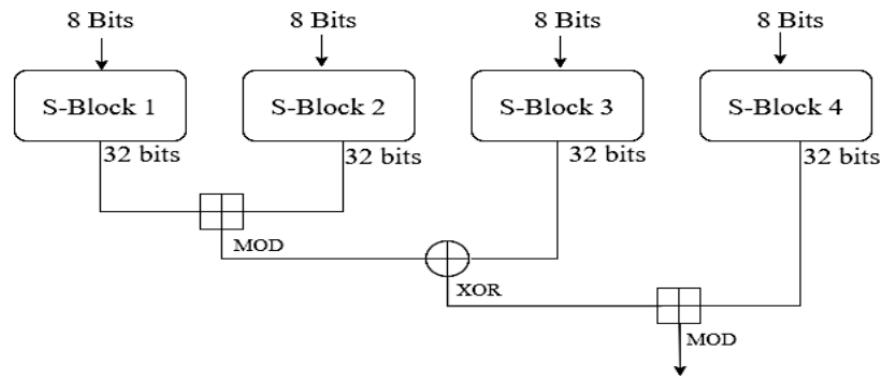 8 Bits 8 Bits 8 Bits 8 Bits
S-Block 1 S-Block 2 S-Block 3 S-Block 4
32 bits 32 bits 32 bits 32 bits
MOD
XOR
MOD